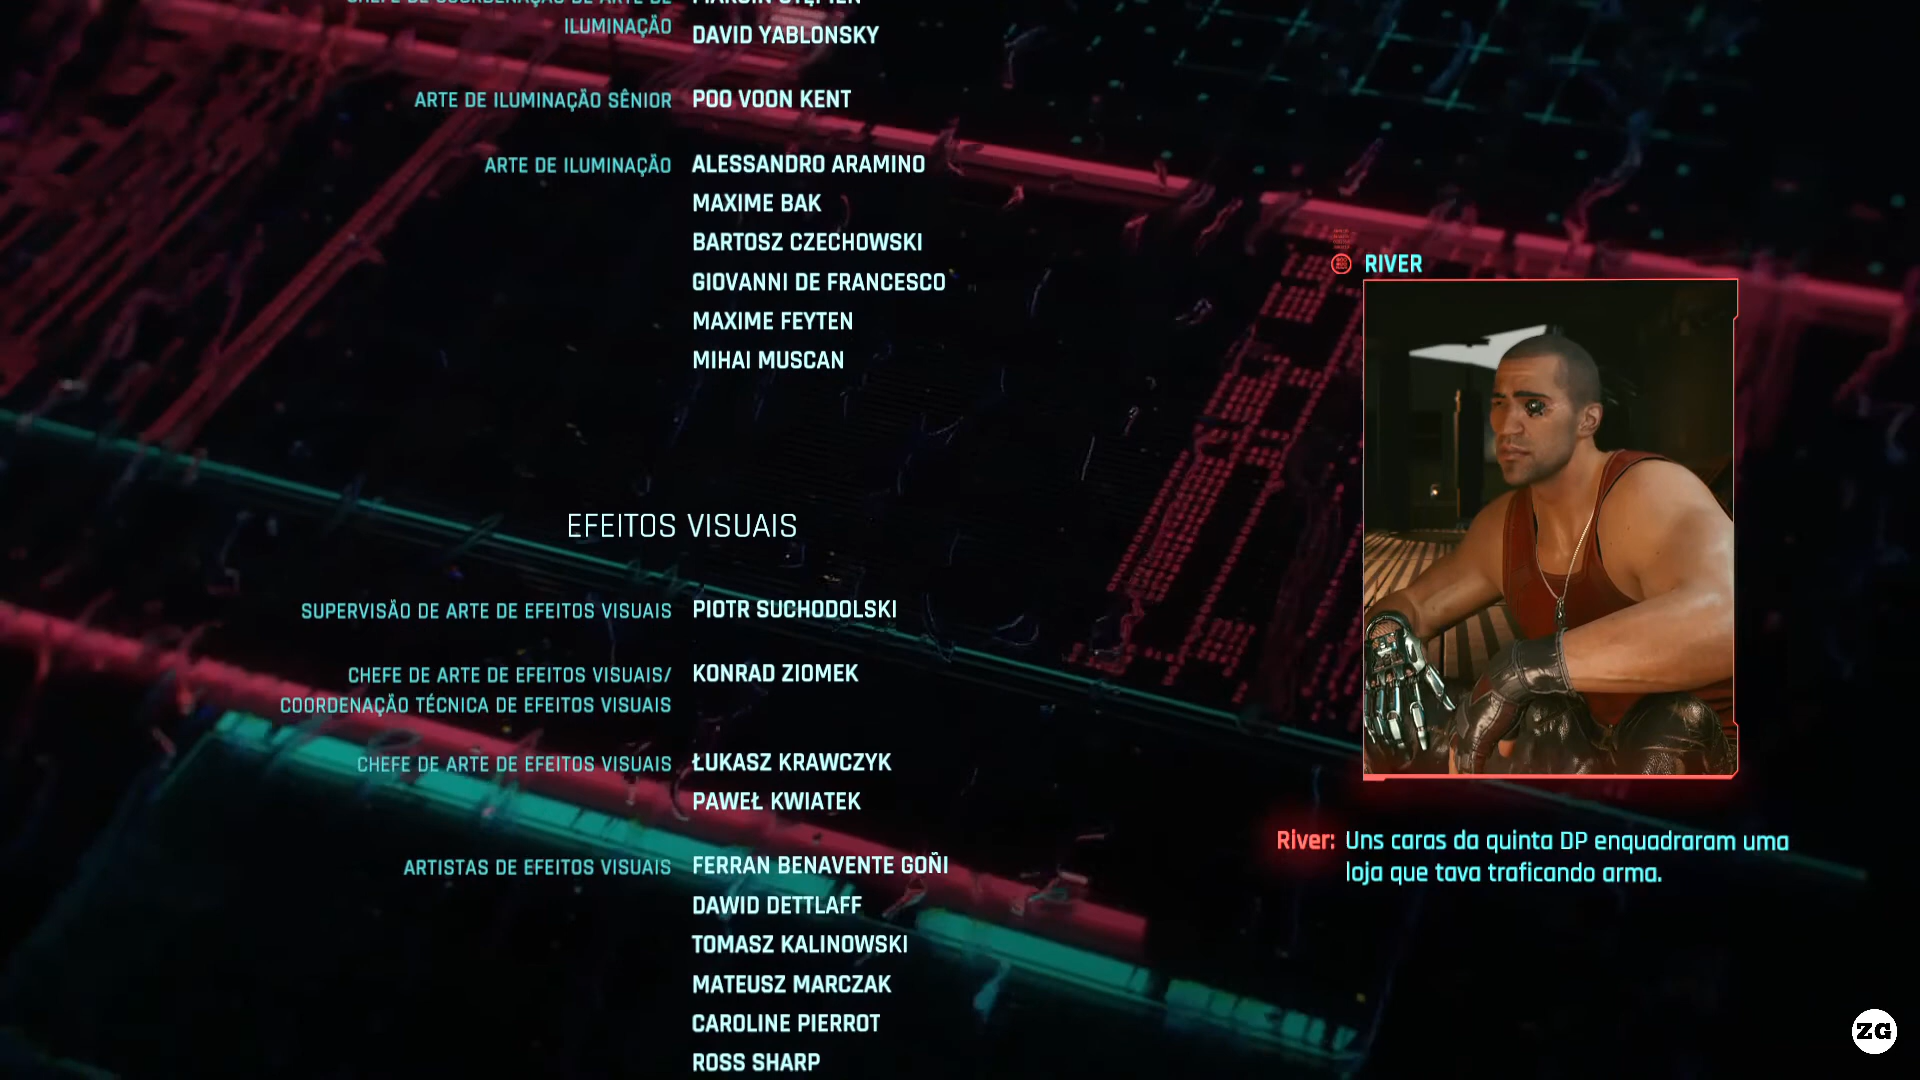 ILUMINAÇÃO
DAVID YABLONSKY
ARTE DE ILUMINAÇÃO SÊNIOR POO VOON KENT
ARTE DE ILUMINAÇÃO ALESSANDRO ARAMINO
MAXIME BAK
BARTOSZ CZECHOWSKI
GIOVANNI DE FRANCESCO
MAXIME FEYTEN
MIHAI MUSCAN
EFEITOS VISUAIS
SUPERVISÃO DE ARTE DE EFEITOS VISUAIS PIOTR SUCHODOLSKI
CHEFE DE ARTE DE EFEITOS VISUAIS/ KONRAD ZIOMEK
COORDENAÇÃO TÉCNICA DE EFEITOS VISUAIS
CHEFE DE ARTE DE EFEITOS VISUAIS ŁUKASZ KRAWCZYK
PAWEŁ KWIATEK
ARTISTAS DE EFEITOS VISUAIS FERRAN BENAVENTE GOÑI
DAWID DETTLAFF
TOMASZ KALINOWSKI
MATEUSZ MARCZAK
CAROLINE PIERROT
ROSS SHARP
RIVER
River: Uns caras da quinta DP enquadraram uma
loja que tava traficando arma.
ZG